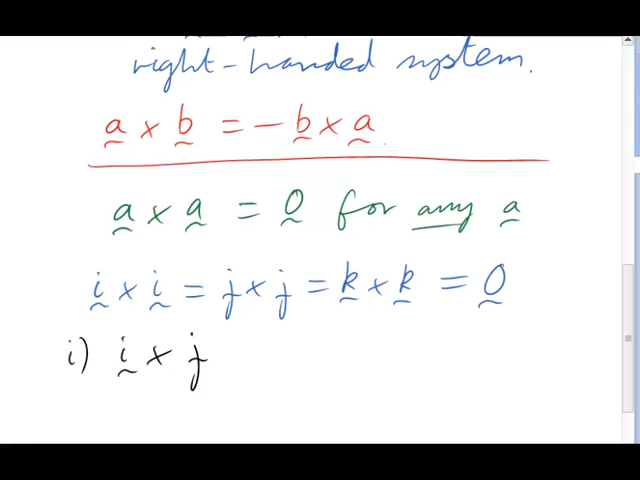 right-handed system.
a × b = - b × a
a × a = 0 for any a
i × i = j × j = k × k = 0
i) i × j